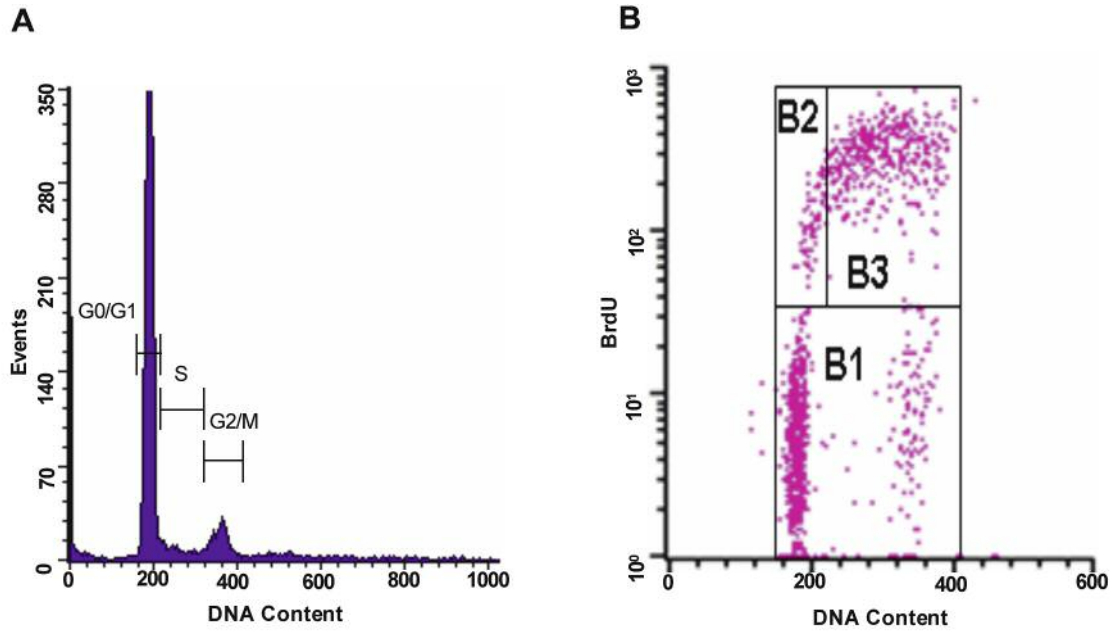 A
Events
350
280
210
140
70
0
G0/G1
S
G2/M
0 200 400 600 800 1000
DNA Content
B
BrdU
10³
10²
10¹
10⁰
B2
B3
B1
0 200 400 600
DNA Content